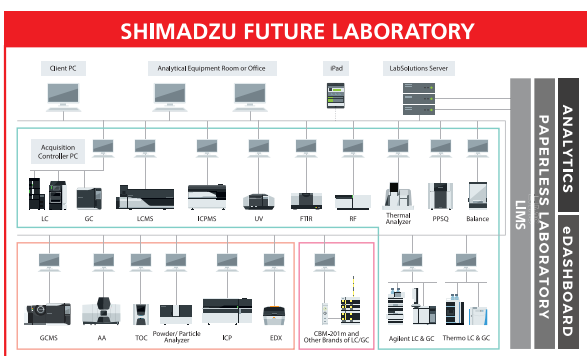 SHIMADZU FUTURE LABORATORY
Client PC
Analytical Equipment Room or Office
iPad
LabSolutions Server
Acquisition
Controller PC
LC
GC
LCMS
ICPMS
UV
FTIR
RF
Thermal
Analyzer
PPSQ
Balance
GCMS
AA
TOC
Powder/ Particle
Analyzer
ICP
EDX
CBM-201m and
Other Brands of LC/GC
Agilent LC & GC
Thermo LC & GC
LIMS
PAPERLESS LABORATORY
ANALYTICS
eDASHBOARD